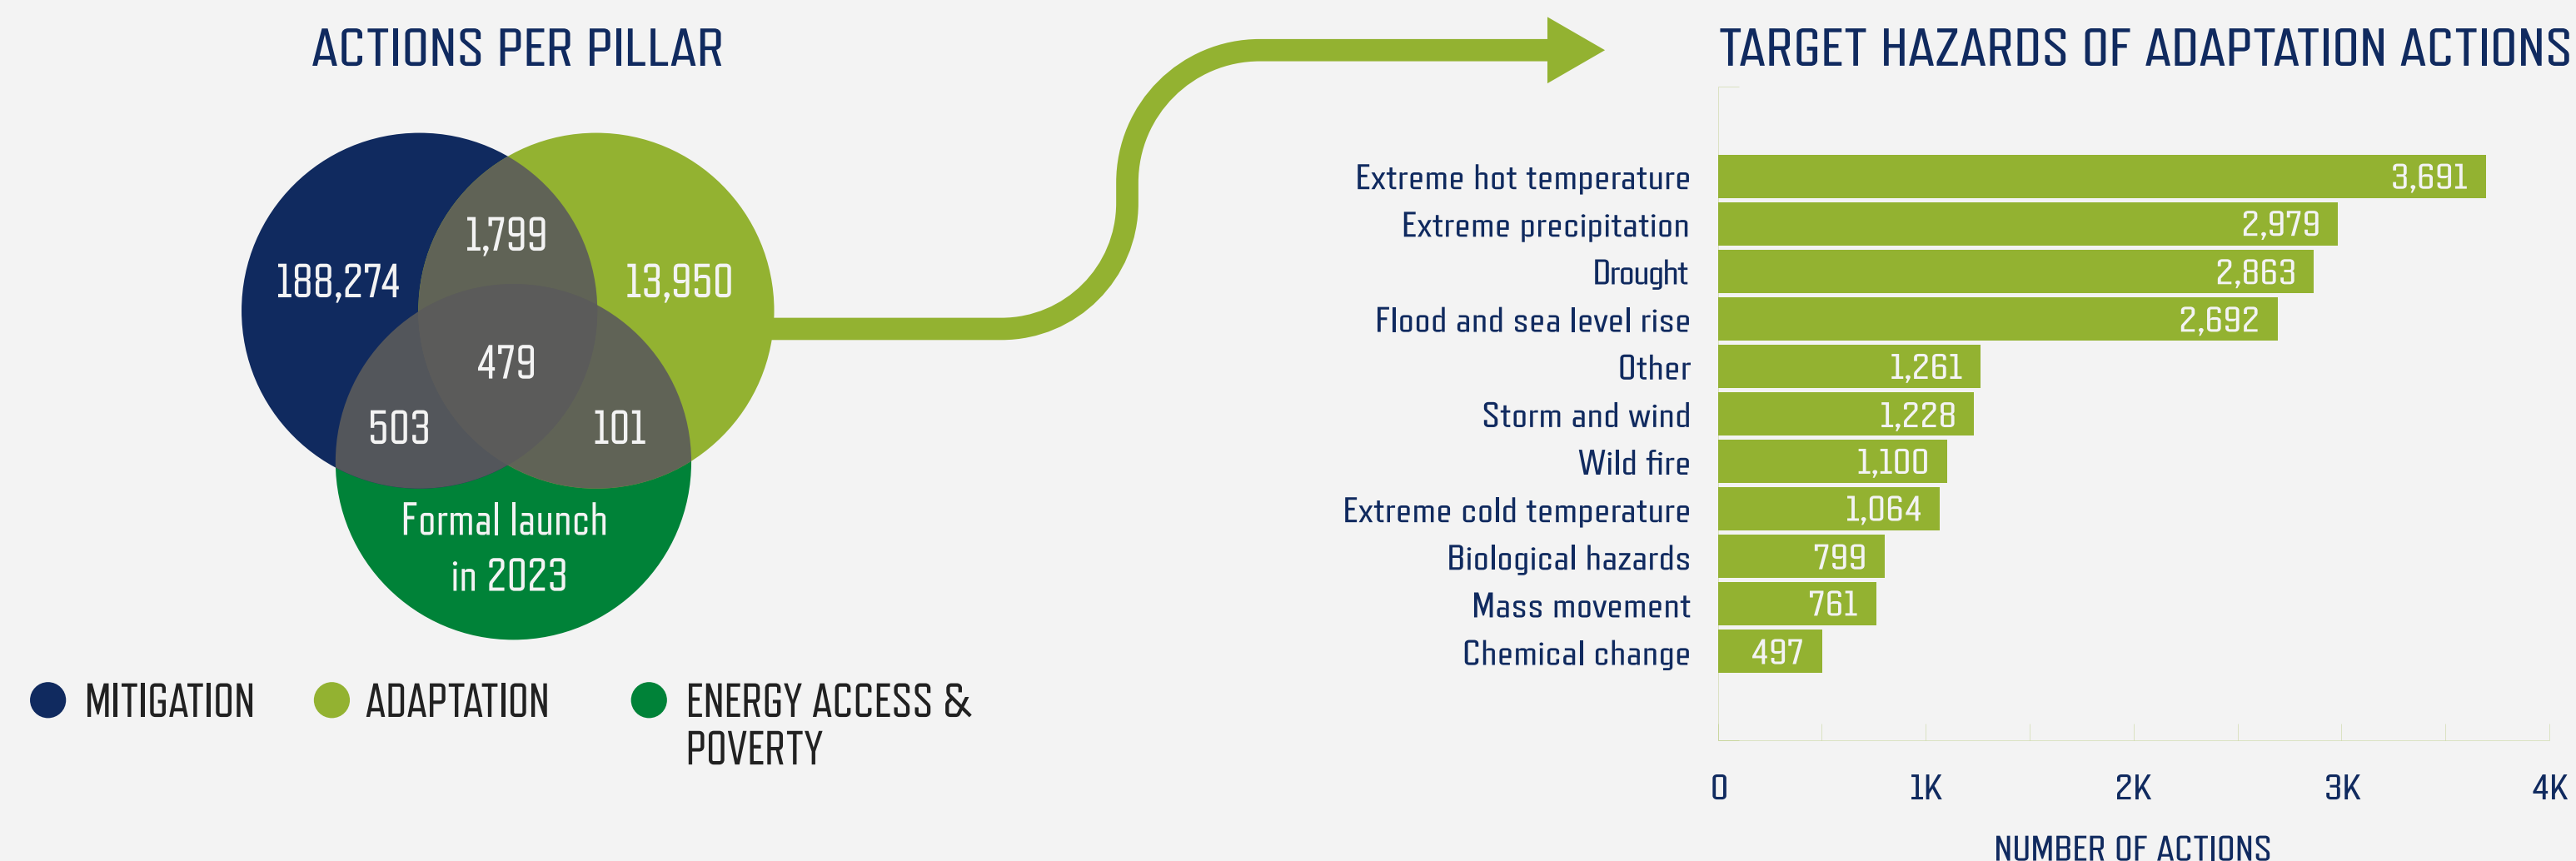 ACTIONS PER PILLAR
1,799
188,274
13,950
479
503
101
Formal launch
in 2023
MITIGATION
ADAPTATION
ENERGY ACCESS &
POVERTY
TARGET HAZARDS OF ADAPTATION ACTIONS
Extreme hot temperature 3,691
Extreme precipitation 2,979
Drought 2,863
Flood and sea level rise 2,692
Other 1,261
Storm and wind 1,228
Wild fire 1,100
Extreme cold temperature 1,064
Biological hazards 799
Mass movement 761
Chemical change 497
0 1K 2K 3K 4K
NUMBER OF ACTIONS